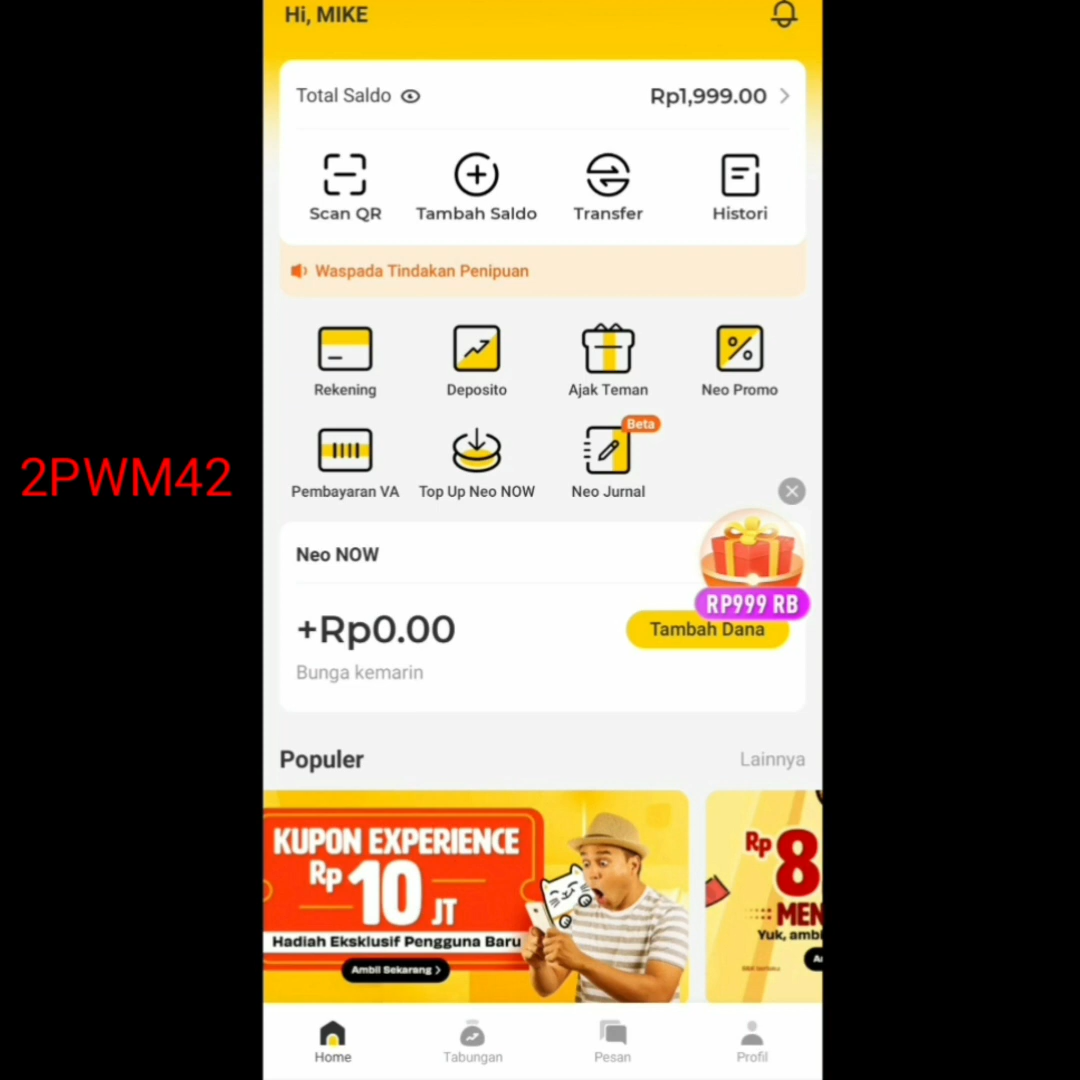 Hi, MIKE
Total Saldo
Rp1,999.00
Scan QR
Tambah Saldo
Transfer
Histori
Waspada Tindakan Penipuan
Rekening
Deposito
Ajak Teman
Neo Promo
Beta
Pembayaran VA
Top Up Neo NOW
Neo Jurnal
2PWM42
Neo NOW
RP999 RB
+Rp0.00
Tambah Dana
Bunga kemarin
Populer
Lainnya
KUPON EXPERIENCE
Rp 10 JT
Hadiah Eksklusif Pengguna Baru
Ambil Sekarang >
Rp 8
MEN
Yuk, ambi
Home
Tabungan
Pesan
Profil